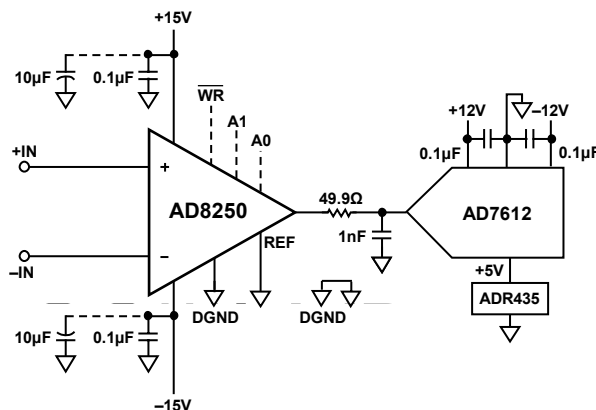 +15V
10µF
0.1µF
WR
A1
A0
+12V
–12V
0.1µF
0.1µF
+IN
+
AD8250
49.9Ω
AD7612
1nF
REF
–
–IN
+5V
ADR435
DGND
DGND
10µF
0.1µF
–15V